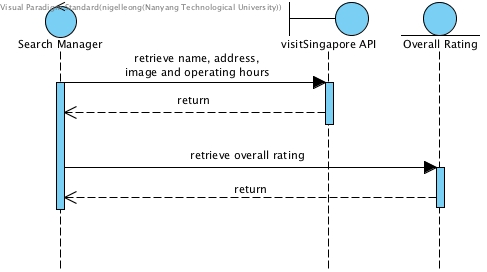 Visual Paradigm Standard(nigelleong(Nanyang Technological University))
Search Manager
visitSingapore API
Overall Rating
retrieve name, address,
image and operating hours
return
retrieve overall rating
return